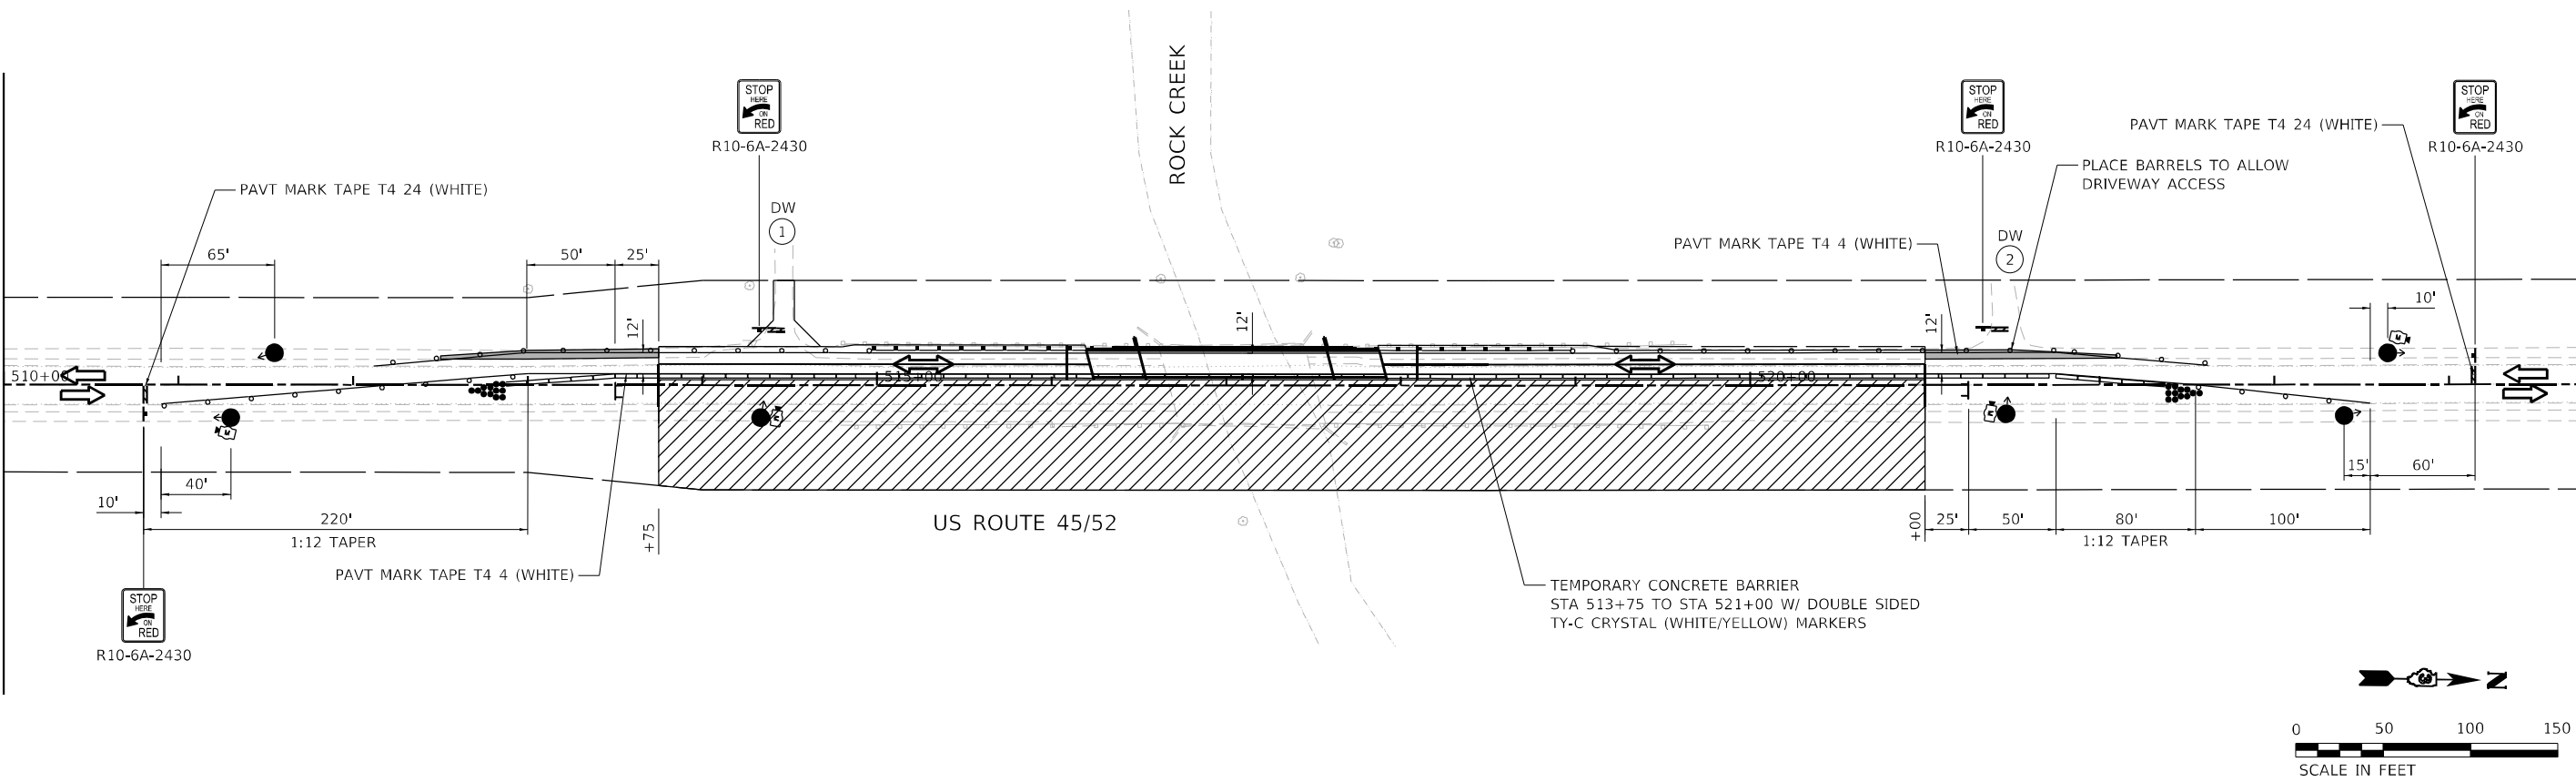 ROCK CREEK
STOP
HERE
ON
RED
R10-6A-2430
STOP
HERE
ON
RED
R10-6A-2430
STOP
HERE
ON
RED
R10-6A-2430
PAVT MARK TAPE T4 24 (WHITE)
PLACE BARRELS TO ALLOW
DRIVEWAY ACCESS
PAVT MARK TAPE T4 24 (WHITE)
DW
1
DW
2
PAVT MARK TAPE T4 4 (WHITE)
65'
50'
25'
10'
12'
12'
12'
510+00
515+00
520+00
40'
10'
220'
1:12 TAPER
+75
US ROUTE 45/52
+00
15'
60'
25'
50'
80'
100'
1:12 TAPER
PAVT MARK TAPE T4 4 (WHITE)
TEMPORARY CONCRETE BARRIER
STA 513+75 TO STA 521+00 W/ DOUBLE SIDED
TY-C CRYSTAL (WHITE/YELLOW) MARKERS
STOP
HERE
ON
RED
R10-6A-2430
N
0 50 100 150
SCALE IN FEET